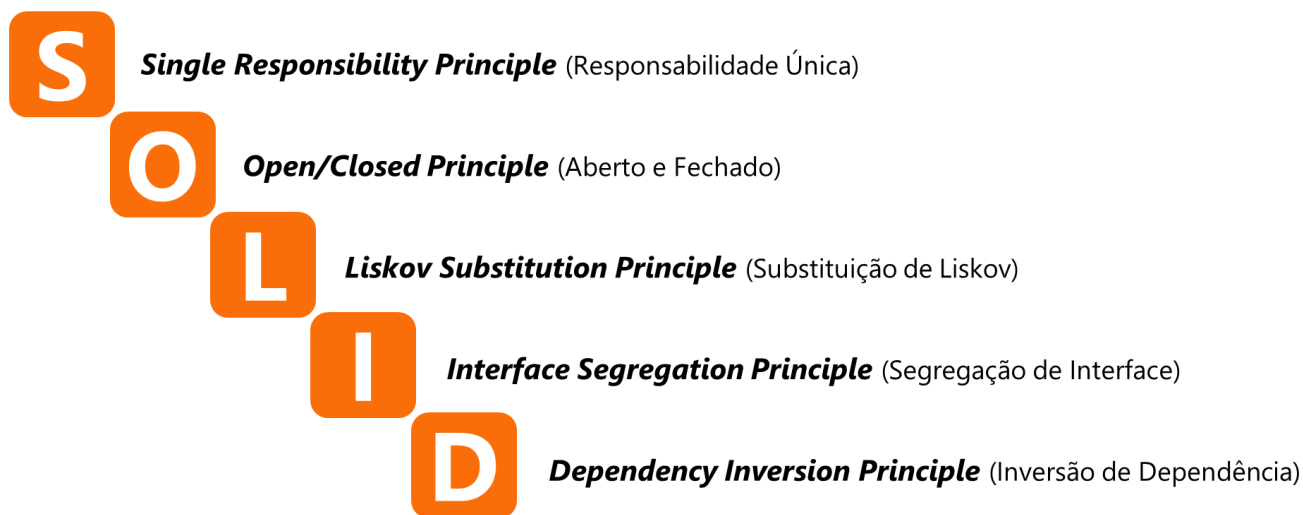 S Single Responsibility Principle (Responsabilidade Única)
O Open/Closed Principle (Aberto e Fechado)
L Liskov Substitution Principle (Substituição de Liskov)
I Interface Segregation Principle (Segregação de Interface)
D Dependency Inversion Principle (Inversão de Dependência)